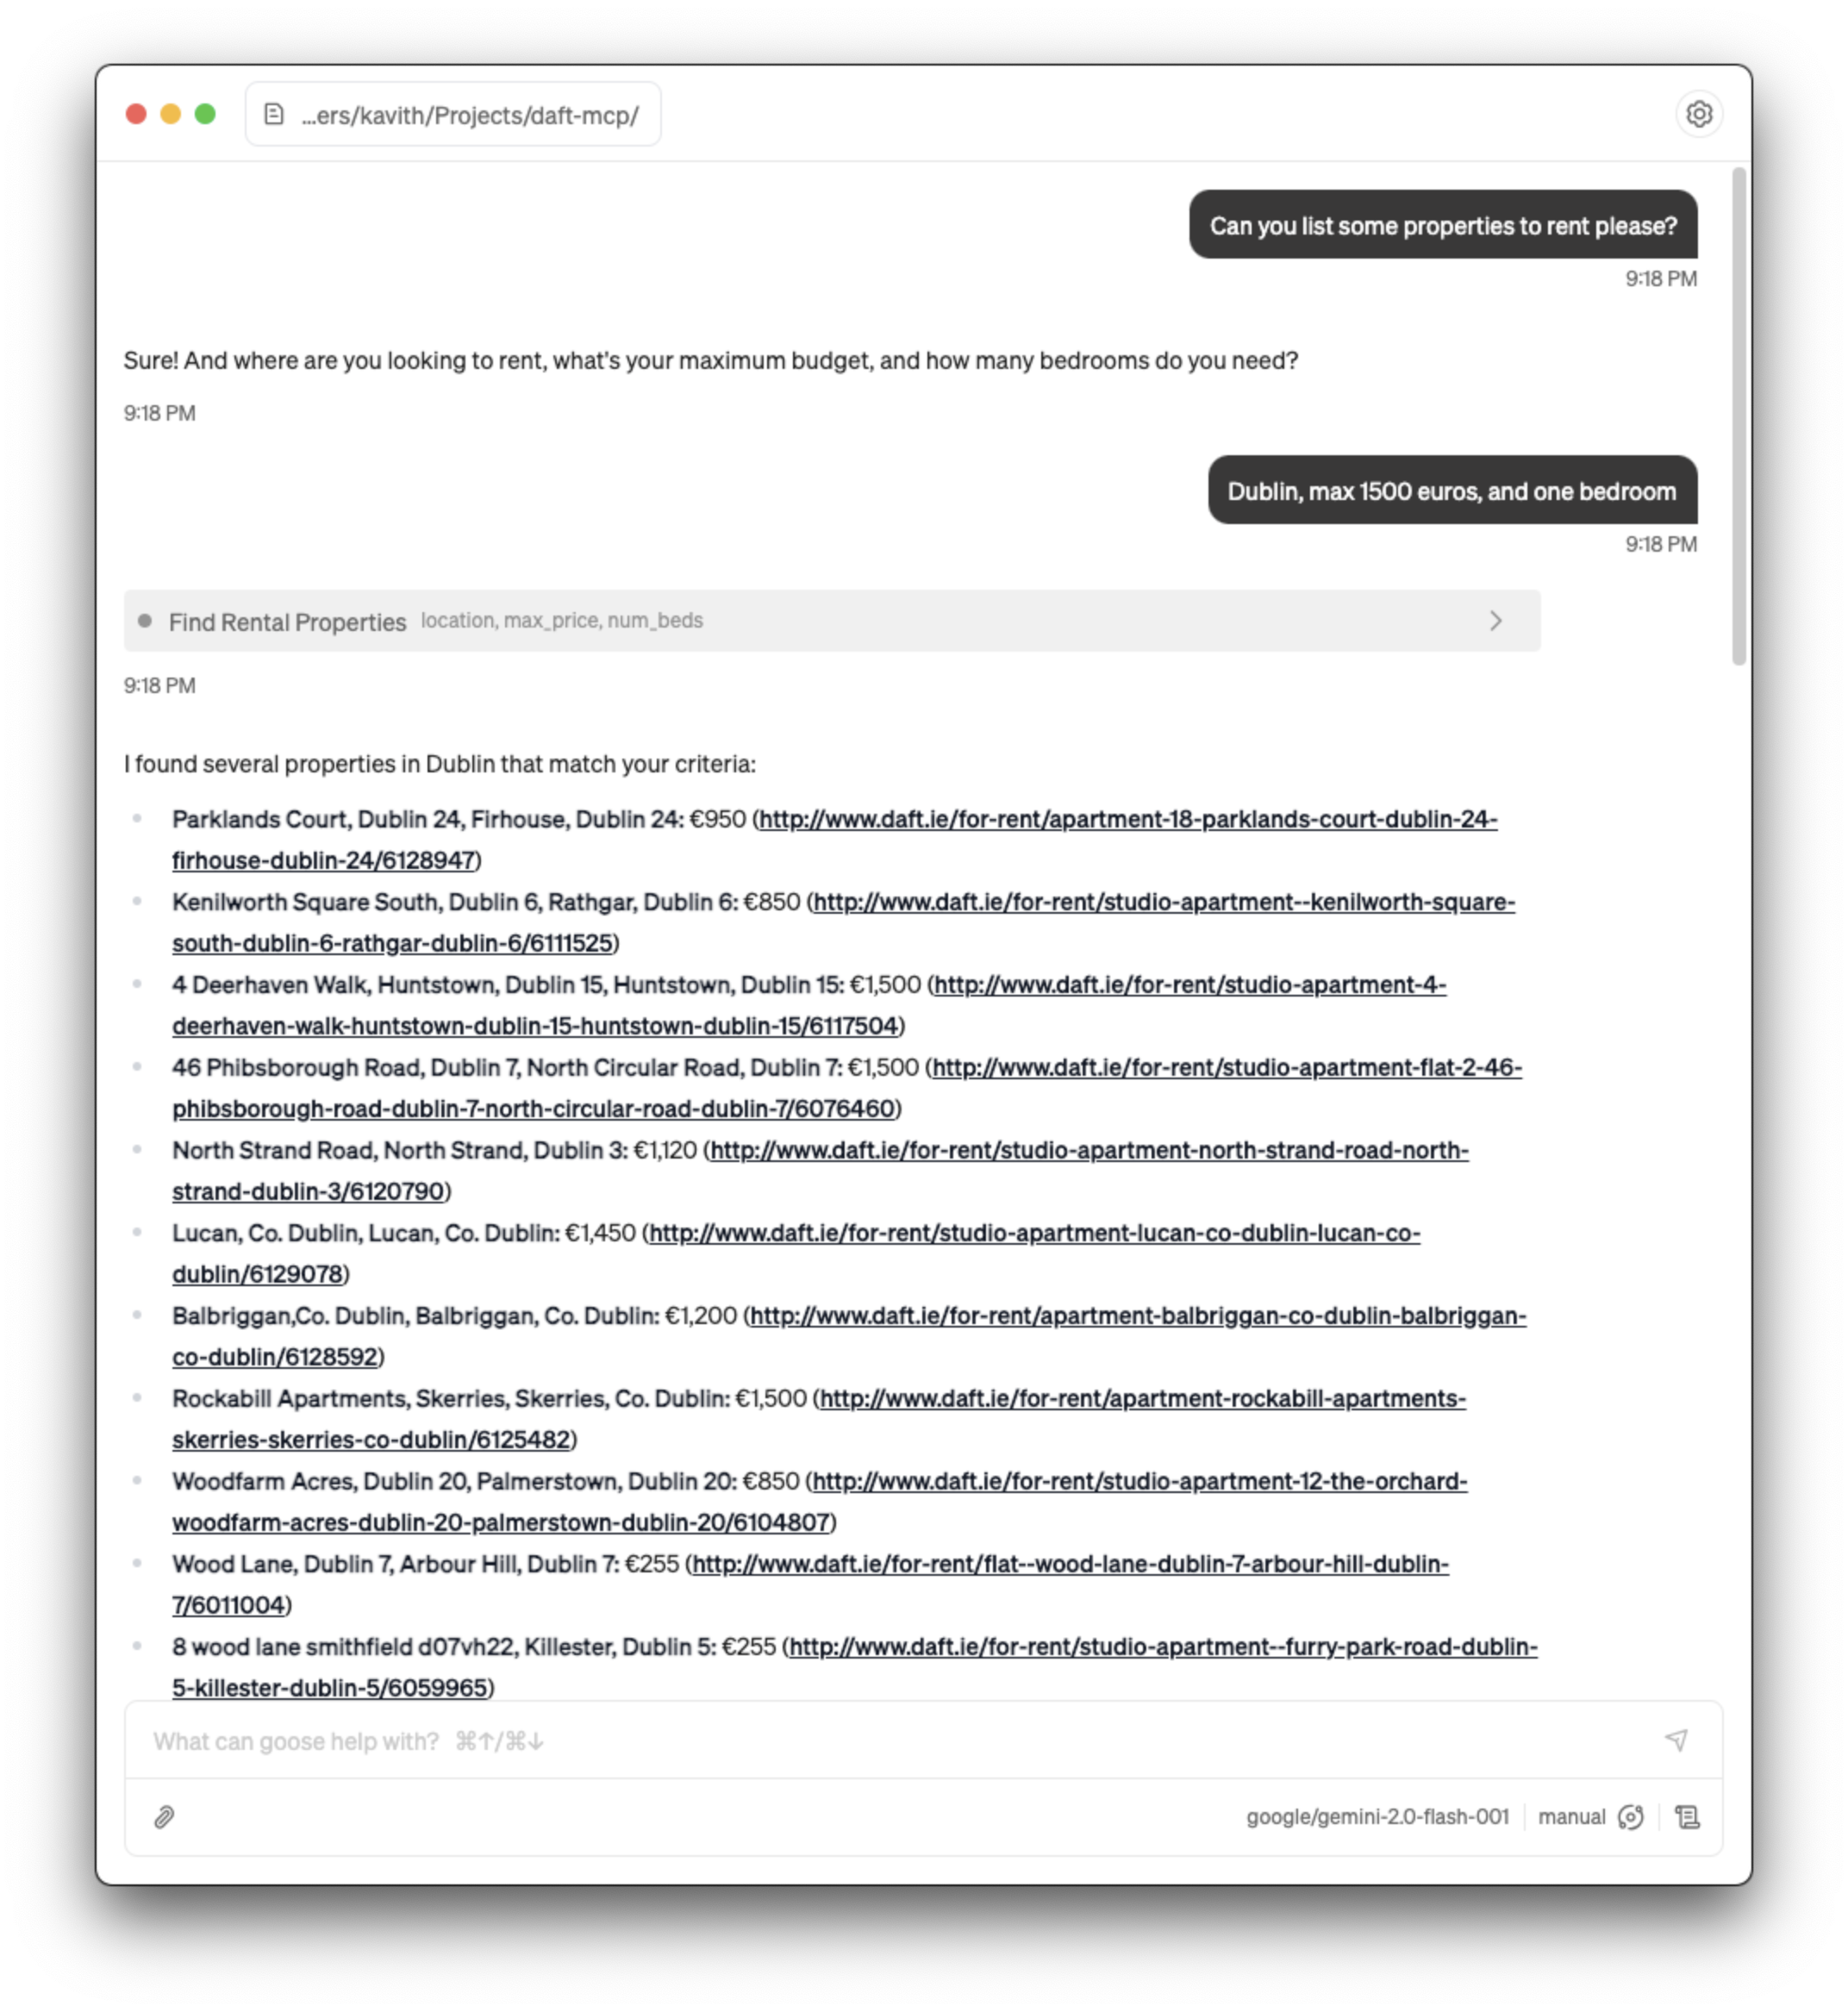 ...ers/kavith/Projects/daft-mcp/
Can you list some properties to rent please?
9:18 PM
Sure! And where are you looking to rent, what's your maximum budget, and how many bedrooms do you need?
9:18 PM
Dublin, max 1500 euros, and one bedroom
9:18 PM
Find Rental Properties location, max_price, num_beds
9:18 PM
I found several properties in Dublin that match your criteria:
Parklands Court, Dublin 24, Firhouse, Dublin 24: €950 (http://www.daft.ie/for-rent/apartment-18-parklands-court-dublin-24-
firhouse-dublin-24/6128947)
Kenilworth Square South, Dublin 6, Rathgar, Dublin 6: €850 (http://www.daft.ie/for-rent/studio-apartment--kenilworth-square-
south-dublin-6-rathgar-dublin-6/6111525)
4 Deerhaven Walk, Huntstown, Dublin 15, Huntstown, Dublin 15: €1,500 (http://www.daft.ie/for-rent/studio-apartment-4-
deerhaven-walk-huntstown-dublin-15-huntstown-dublin-15/6117504)
46 Phibsborough Road, Dublin 7, North Circular Road, Dublin 7: €1,500 (http://www.daft.ie/for-rent/studio-apartment-flat-2-46-
phibsborough-road-dublin-7-north-circular-road-dublin-7/6076460)
North Strand Road, North Strand, Dublin 3: €1,120 (http://www.daft.ie/for-rent/studio-apartment-north-strand-road-north-
strand-dublin-3/6120790)
Lucan, Co. Dublin, Lucan, Co. Dublin: €1,450 (http://www.daft.ie/for-rent/studio-apartment-lucan-co-dublin-lucan-co-
dublin/6129078)
Balbriggan,Co. Dublin, Balbriggan, Co. Dublin: €1,200 (http://www.daft.ie/for-rent/apartment-balbriggan-co-dublin-balbriggan-
co-dublin/6128592)
Rockabill Apartments, Skerries, Skerries, Co. Dublin: €1,500 (http://www.daft.ie/for-rent/apartment-rockabill-apartments-
skerries-skerries-co-dublin/6125482)
Woodfarm Acres, Dublin 20, Palmerstown, Dublin 20: €850 (http://www.daft.ie/for-rent/studio-apartment-12-the-orchard-
woodfarm-acres-dublin-20-palmerstown-dublin-20/6104807)
Wood Lane, Dublin 7, Arbour Hill, Dublin 7: €255 (http://www.daft.ie/for-rent/flat--wood-lane-dublin-7-arbour-hill-dublin-
7/6011004)
8 wood lane smithfield d07vh22, Killester, Dublin 5: €255 (http://www.daft.ie/for-rent/studio-apartment--furry-park-road-dublin-
5-killester-dublin-5/6059965)
What can goose help with? ⌘↑/⌘↓
google/gemini-2.0-flash-001 manual